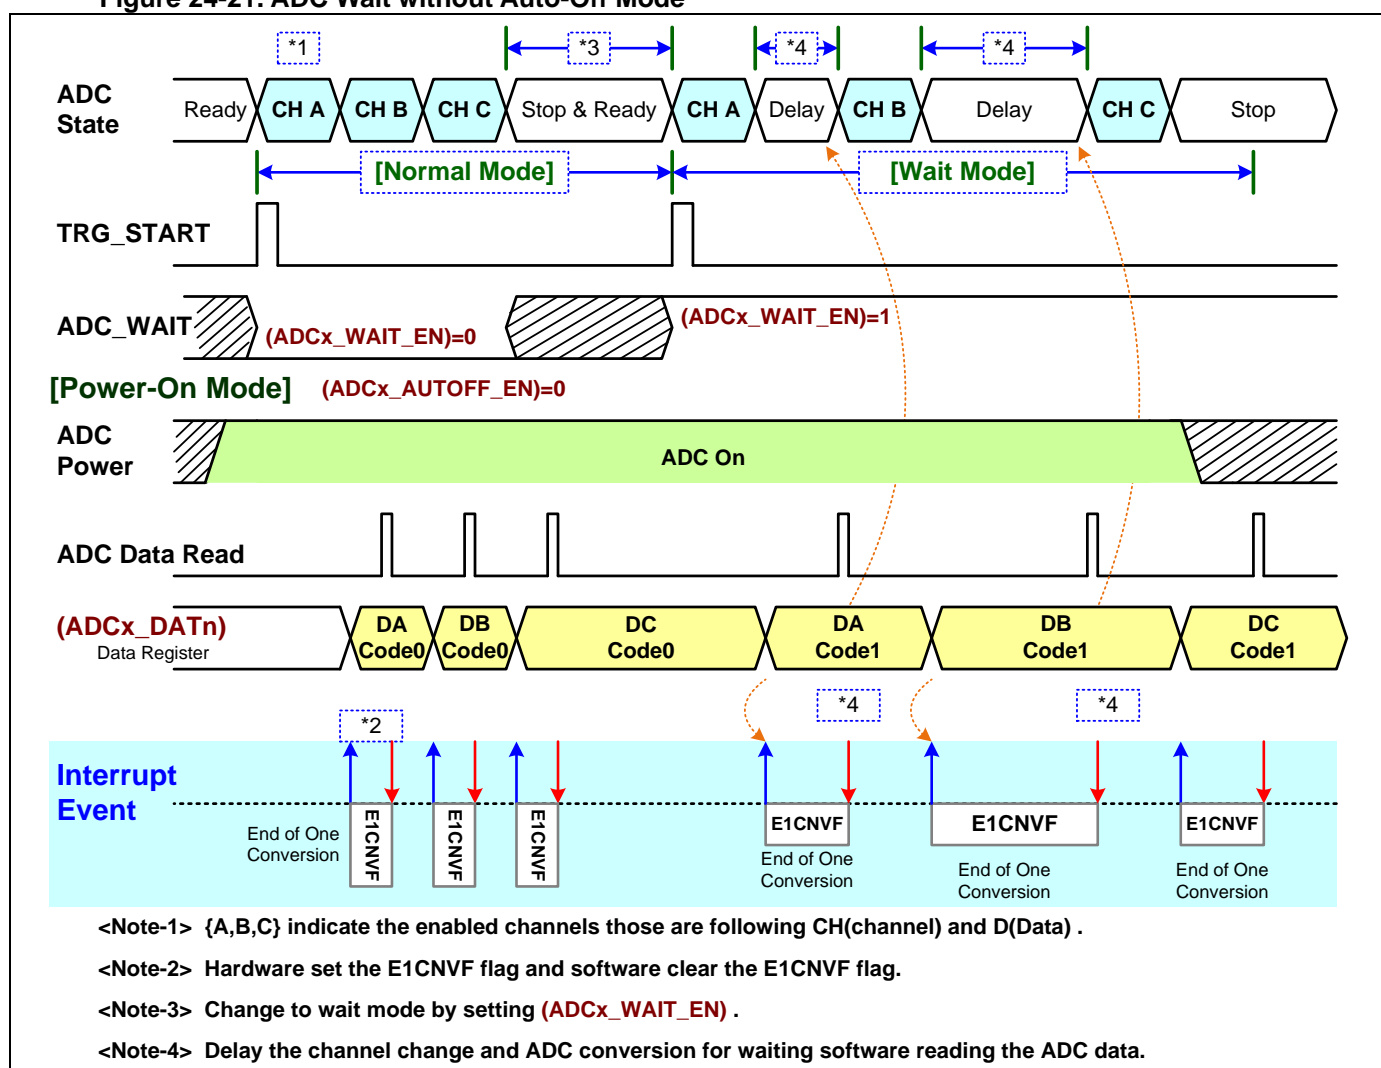 Figure 24-21. ADC Wait without Auto-Off Mode
*1
*3
*4
*4
ADC State
Ready
CH A
CH B
CH C
Stop & Ready
CH A
Delay
CH B
Delay
CH C
Stop
[Normal Mode]
[Wait Mode]
TRG_START
ADC_WAIT
(ADCx_WAIT_EN)=0
(ADCx_WAIT_EN)=1
[Power-On Mode]
(ADCx_AUTOFF_EN)=0
ADC Power
ADC On
ADC Data Read
(ADCx_DATn)
Data Register
DA Code0
DB Code0
DC Code0
DA Code1
DB Code1
DC Code1
*2
*4
*4
Interrupt Event
End of One Conversion
E1CNVF
E1CNVF
E1CNVF
E1CNVF
End of One Conversion
E1CNVF
End of One Conversion
E1CNVF
End of One Conversion
<Note-1> {A,B,C} indicate the enabled channels those are following CH(channel) and D(Data) .
<Note-2> Hardware set the E1CNVF flag and software clear the E1CNVF flag.
<Note-3> Change to wait mode by setting (ADCx_WAIT_EN) .
<Note-4> Delay the channel change and ADC conversion for waiting software reading the ADC data.